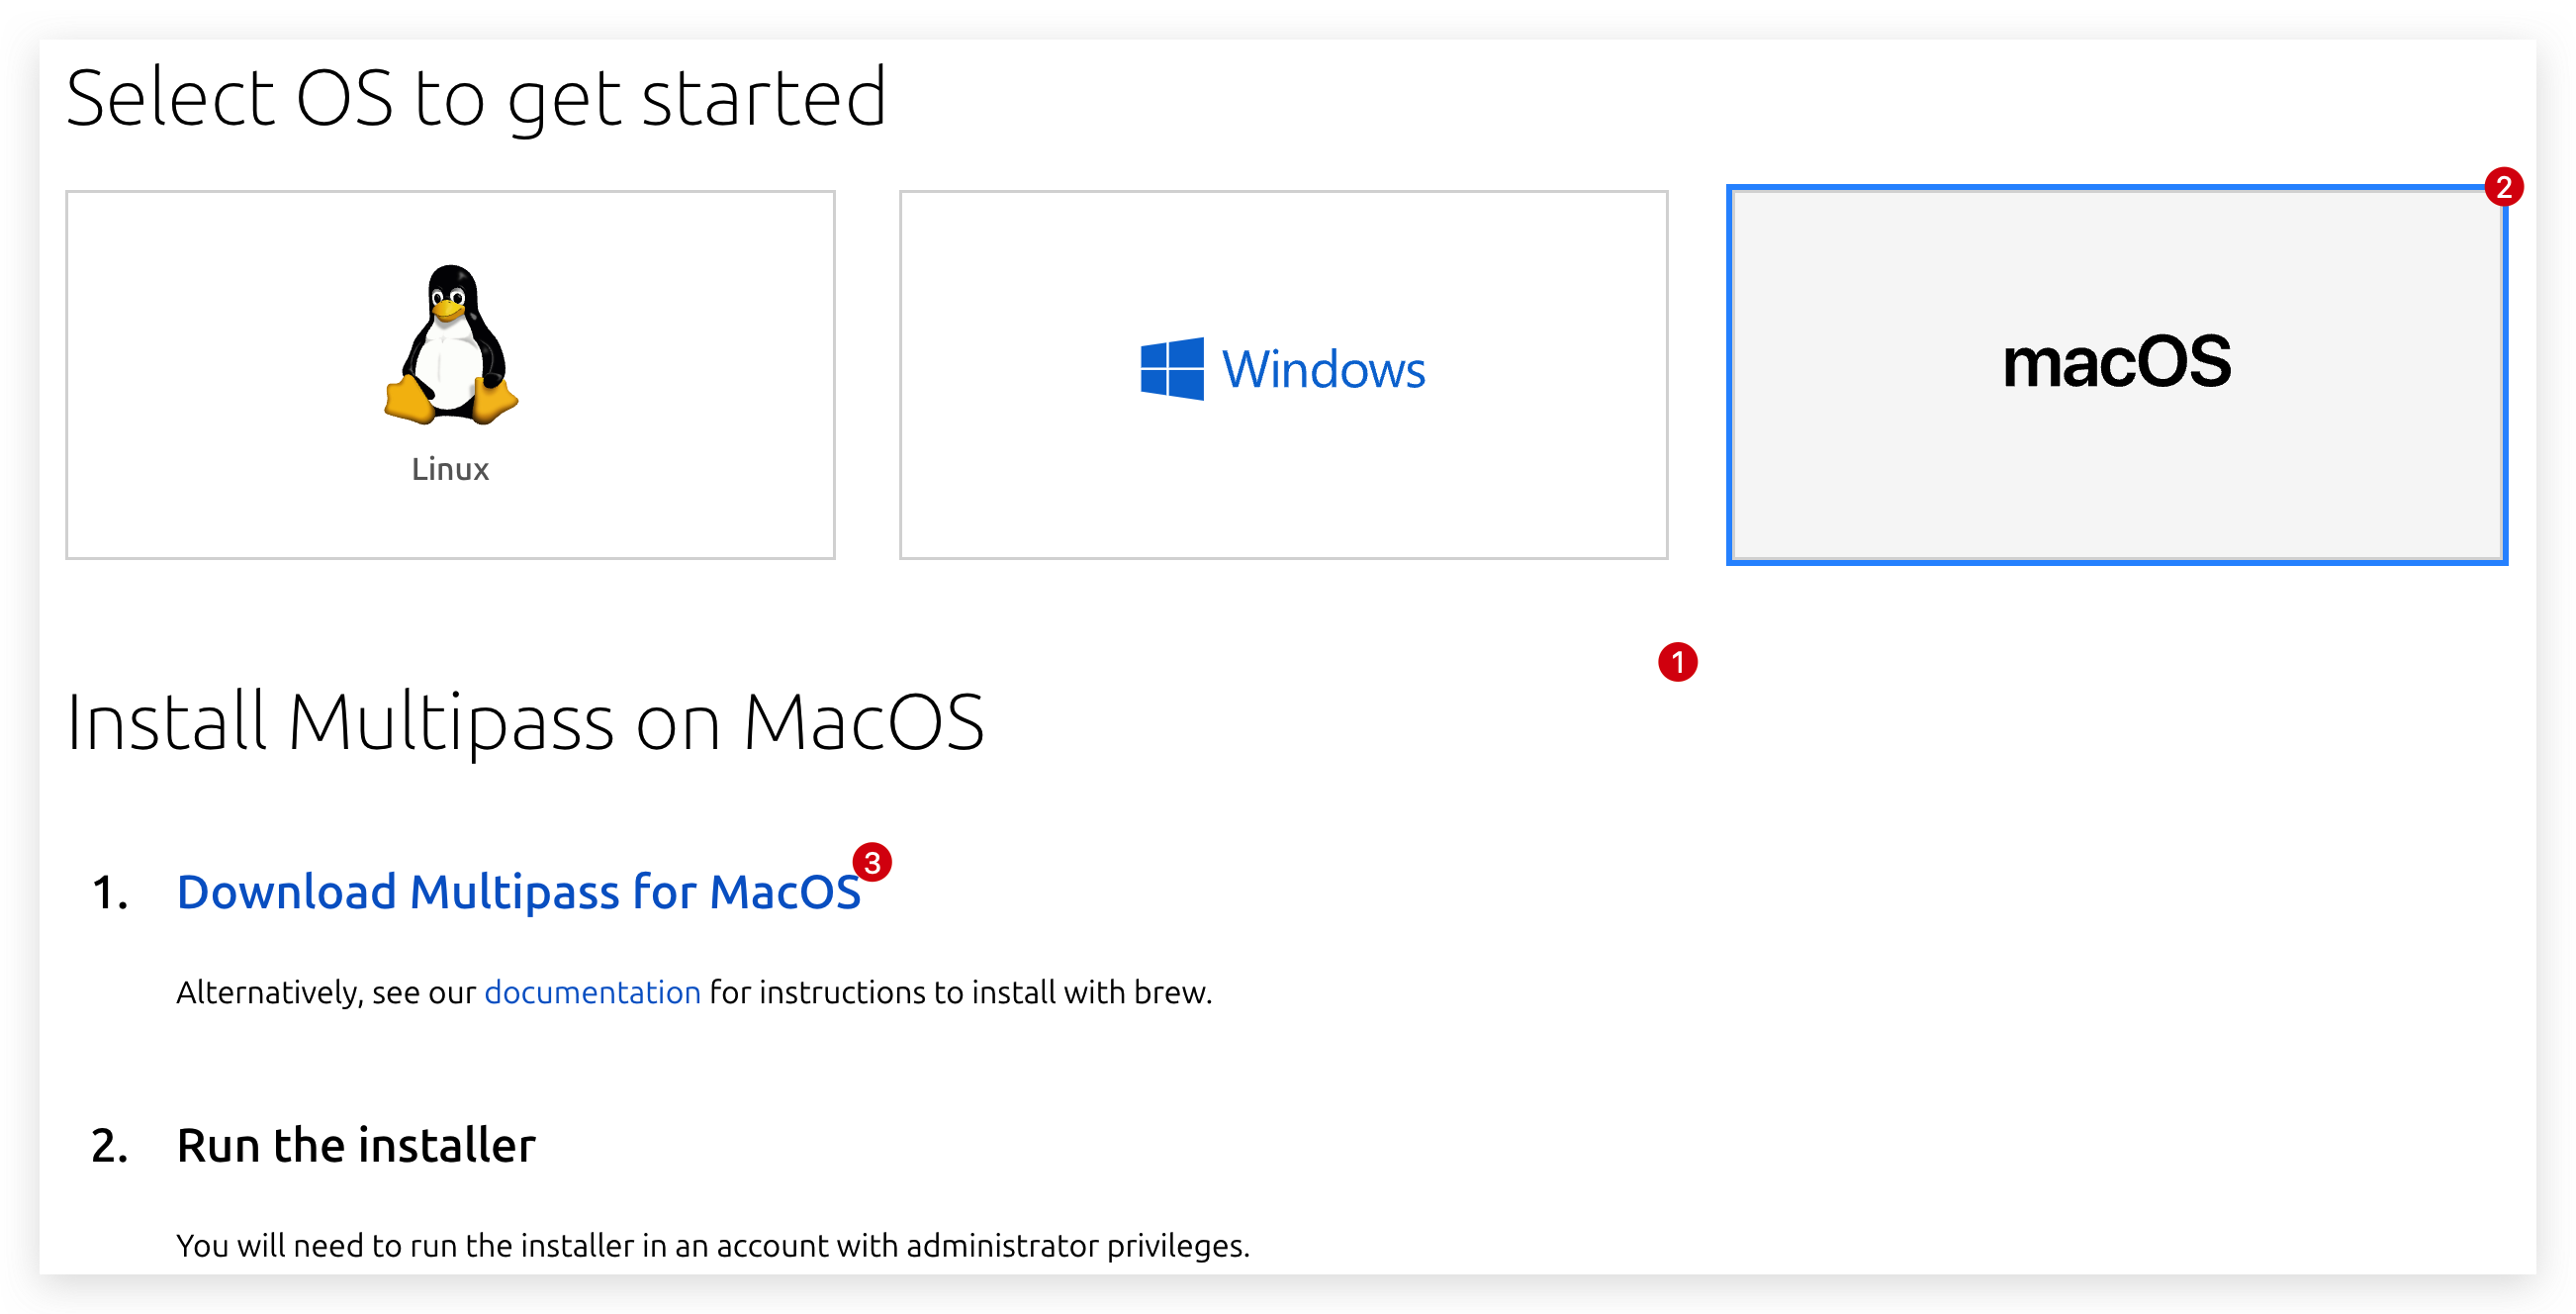 Select OS to get started
2
Linux
Windows
macOS
1
Install Multipass on MacOS
3
1. Download Multipass for MacOS
Alternatively, see our documentation for instructions to install with brew.
2. Run the installer
You will need to run the installer in an account with administrator privileges.